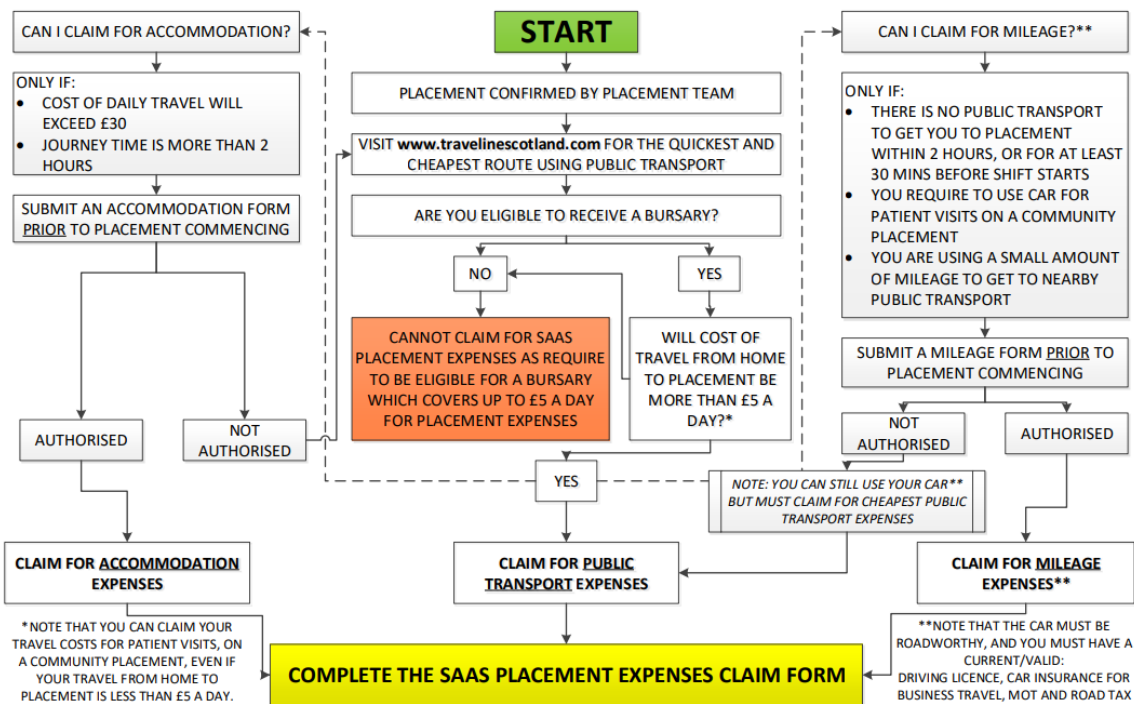 CAN I CLAIM FOR ACCOMMODATION?
ONLY IF:
• COST OF DAILY TRAVEL WILL
EXCEED £30
• JOURNEY TIME IS MORE THAN 2
HOURS
SUBMIT AN ACCOMMODATION FORM
PRIOR TO PLACEMENT COMMENCING
AUTHORISED
NOT
AUTHORISED
CLAIM FOR ACCOMMODATION
EXPENSES
*NOTE THAT YOU CAN CLAIM YOUR
TRAVEL COSTS FOR PATIENT VISITS, ON
A COMMUNITY PLACEMENT, EVEN IF
YOUR TRAVEL FROM HOME TO
PLACEMENT IS LESS THAN £5 A DAY.
START
PLACEMENT CONFIRMED BY PLACEMENT TEAM
VISIT www.travelinescotland.com FOR THE QUICKEST AND
CHEAPEST ROUTE USING PUBLIC TRANSPORT
ARE YOU ELIGIBLE TO RECEIVE A BURSARY?
NO
YES
CANNOT CLAIM FOR SAAS
PLACEMENT EXPENSES AS REQUIRE
TO BE ELIGIBLE FOR A BURSARY
WHICH COVERS UP TO £5 A DAY
FOR PLACEMENT EXPENSES
WILL COST OF
TRAVEL FROM HOME
TO PLACEMENT BE
MORE THAN £5 A
DAY?*
YES
CLAIM FOR PUBLIC
TRANSPORT EXPENSES
CAN I CLAIM FOR MILEAGE?**
ONLY IF:
• THERE IS NO PUBLIC TRANSPORT
TO GET YOU TO PLACEMENT
WITHIN 2 HOURS, OR FOR AT LEAST
30 MINS BEFORE SHIFT STARTS
• YOU REQUIRE TO USE CAR FOR
PATIENT VISITS ON A COMMUNITY
PLACEMENT
• YOU ARE USING A SMALL AMOUNT
OF MILEAGE TO GET TO NEARBY
PUBLIC TRANSPORT
SUBMIT A MILEAGE FORM PRIOR TO
PLACEMENT COMMENCING
NOT
AUTHORISED
AUTHORISED
NOTE: YOU CAN STILL USE YOUR CAR**
BUT MUST CLAIM FOR CHEAPEST PUBLIC
TRANSPORT EXPENSES
CLAIM FOR MILEAGE
EXPENSES**
**NOTE THAT THE CAR MUST BE
ROADWORTHY, AND YOU MUST HAVE A
CURRENT/VALID:
DRIVING LICENCE, CAR INSURANCE FOR
BUSINESS TRAVEL, MOT AND ROAD TAX
COMPLETE THE SAAS PLACEMENT EXPENSES CLAIM FORM